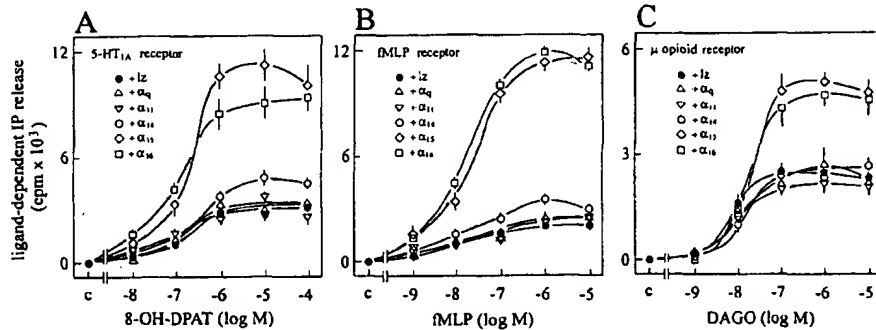 A
B
C
ligand-dependent IP release
(cpm x 10³)
5-HT1A receptor
+ lz
+ αq
+ α11
+ α14
+ α15
+ α16
12
6
0
c
-8
-7
-6
-5
-4
8-OH-DPAT (log M)
fMLP receptor
+ lz
+ αq
+ α11
+ α14
+ α15
+ α16
12
6
0
c
-9
-8
-7
-6
-5
fMLP (log M)
μ opioid receptor
+ lz
+ αq
+ α11
+ α14
+ α15
+ α16
6
3
0
c
-9
-8
-7
-6
-5
DAGO (log M)